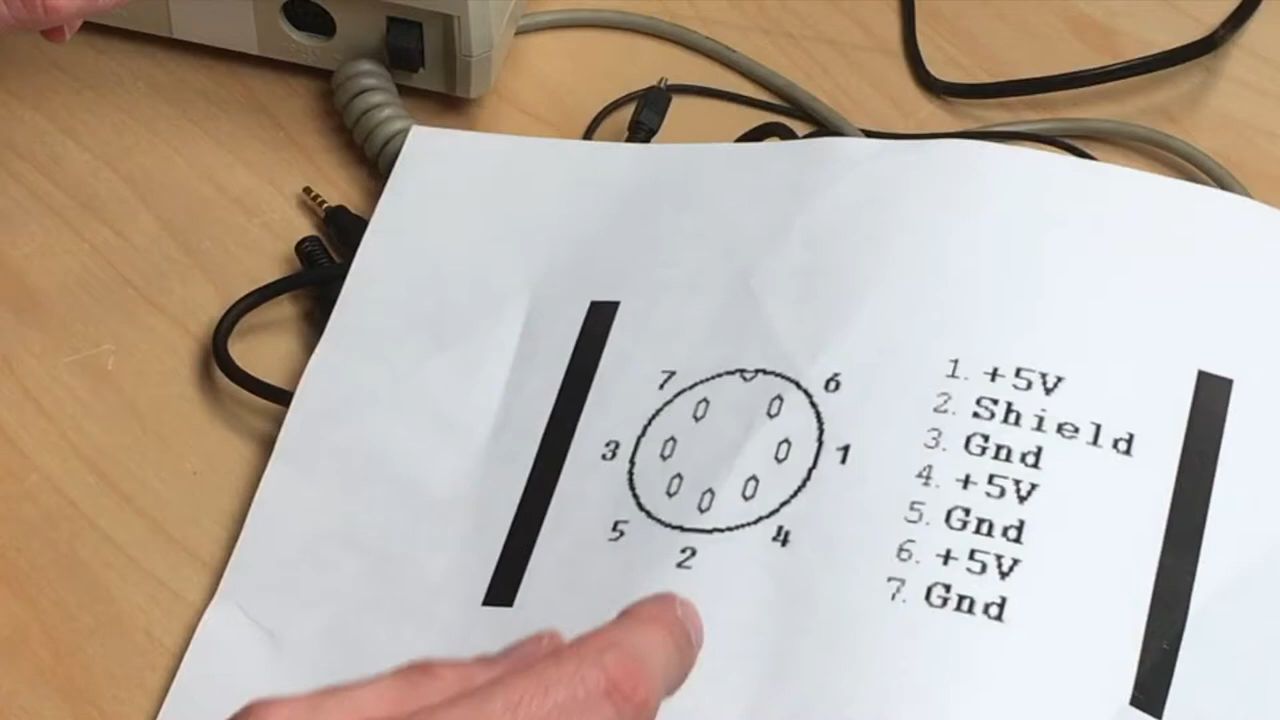 7
6
3
1
5
4
2
1. +5V
2. Shield
3. Gnd
4. +5V
5. Gnd
6. +5V
7. Gnd